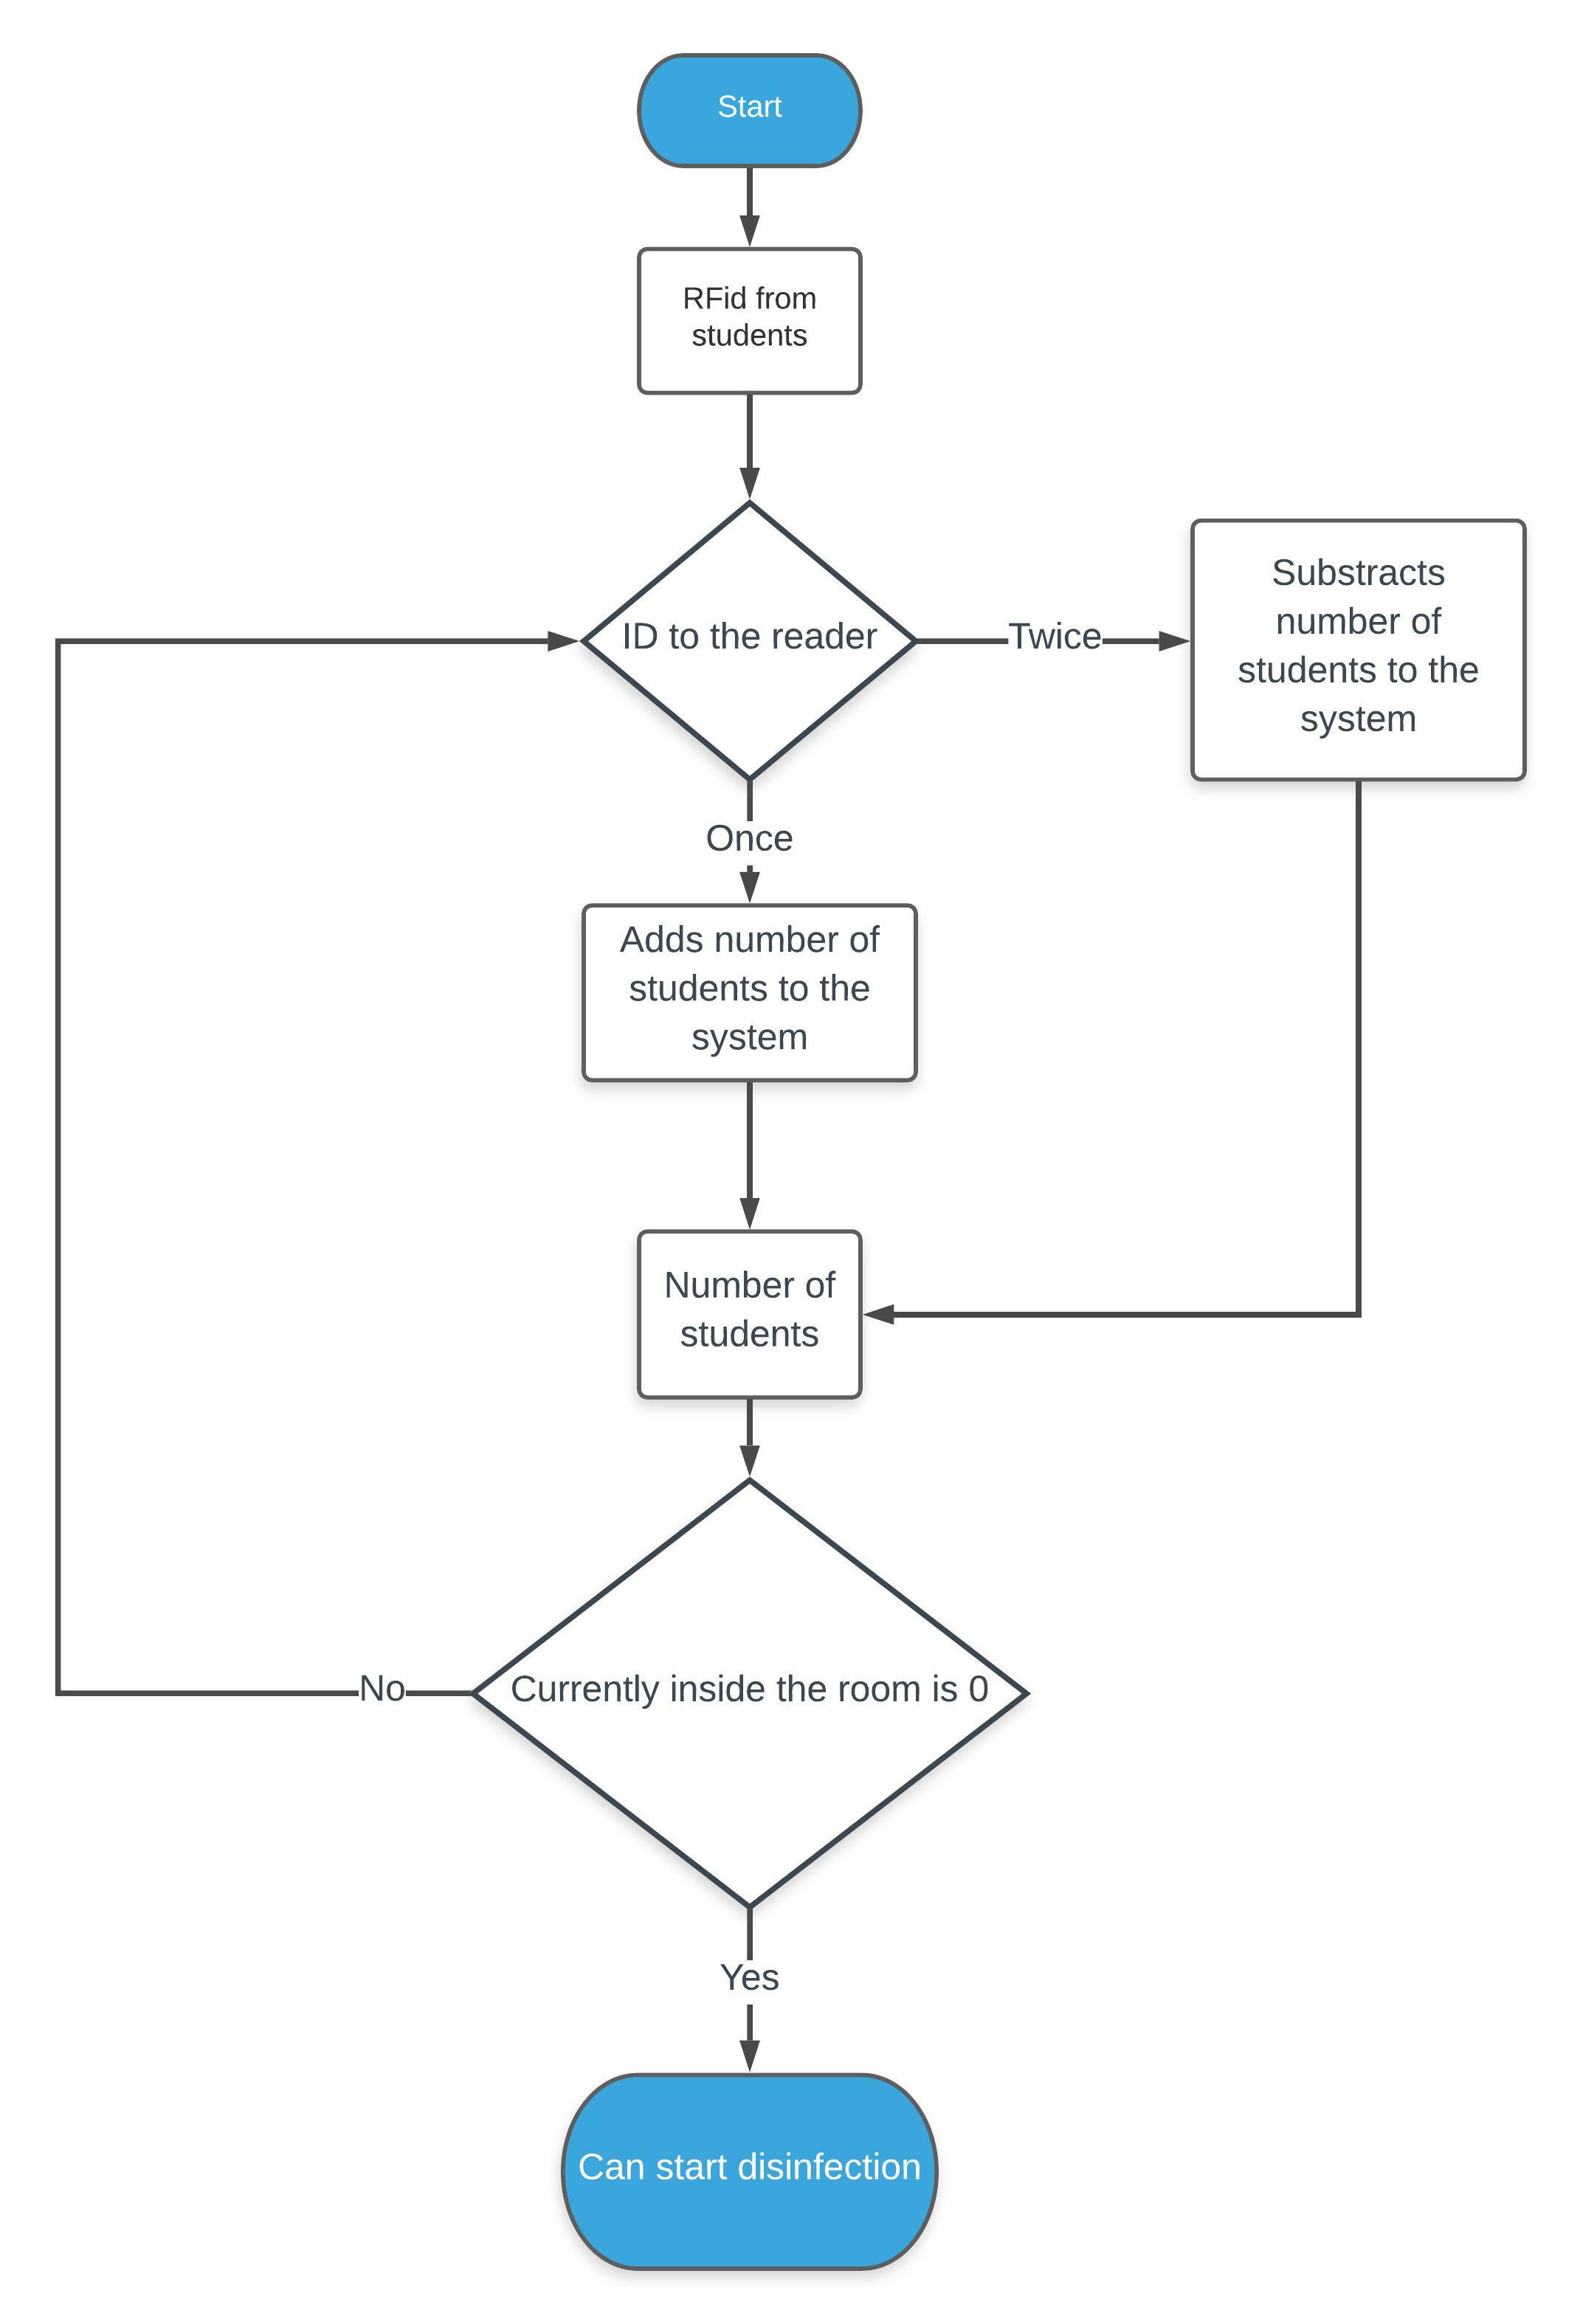 Start
RFid from
students
ID to the reader
Twice
Substracts
number of
students to the
system
Once
Adds number of
students to the
system
Number of
students
Currently inside the room is 0
No
Yes
Can start disinfection